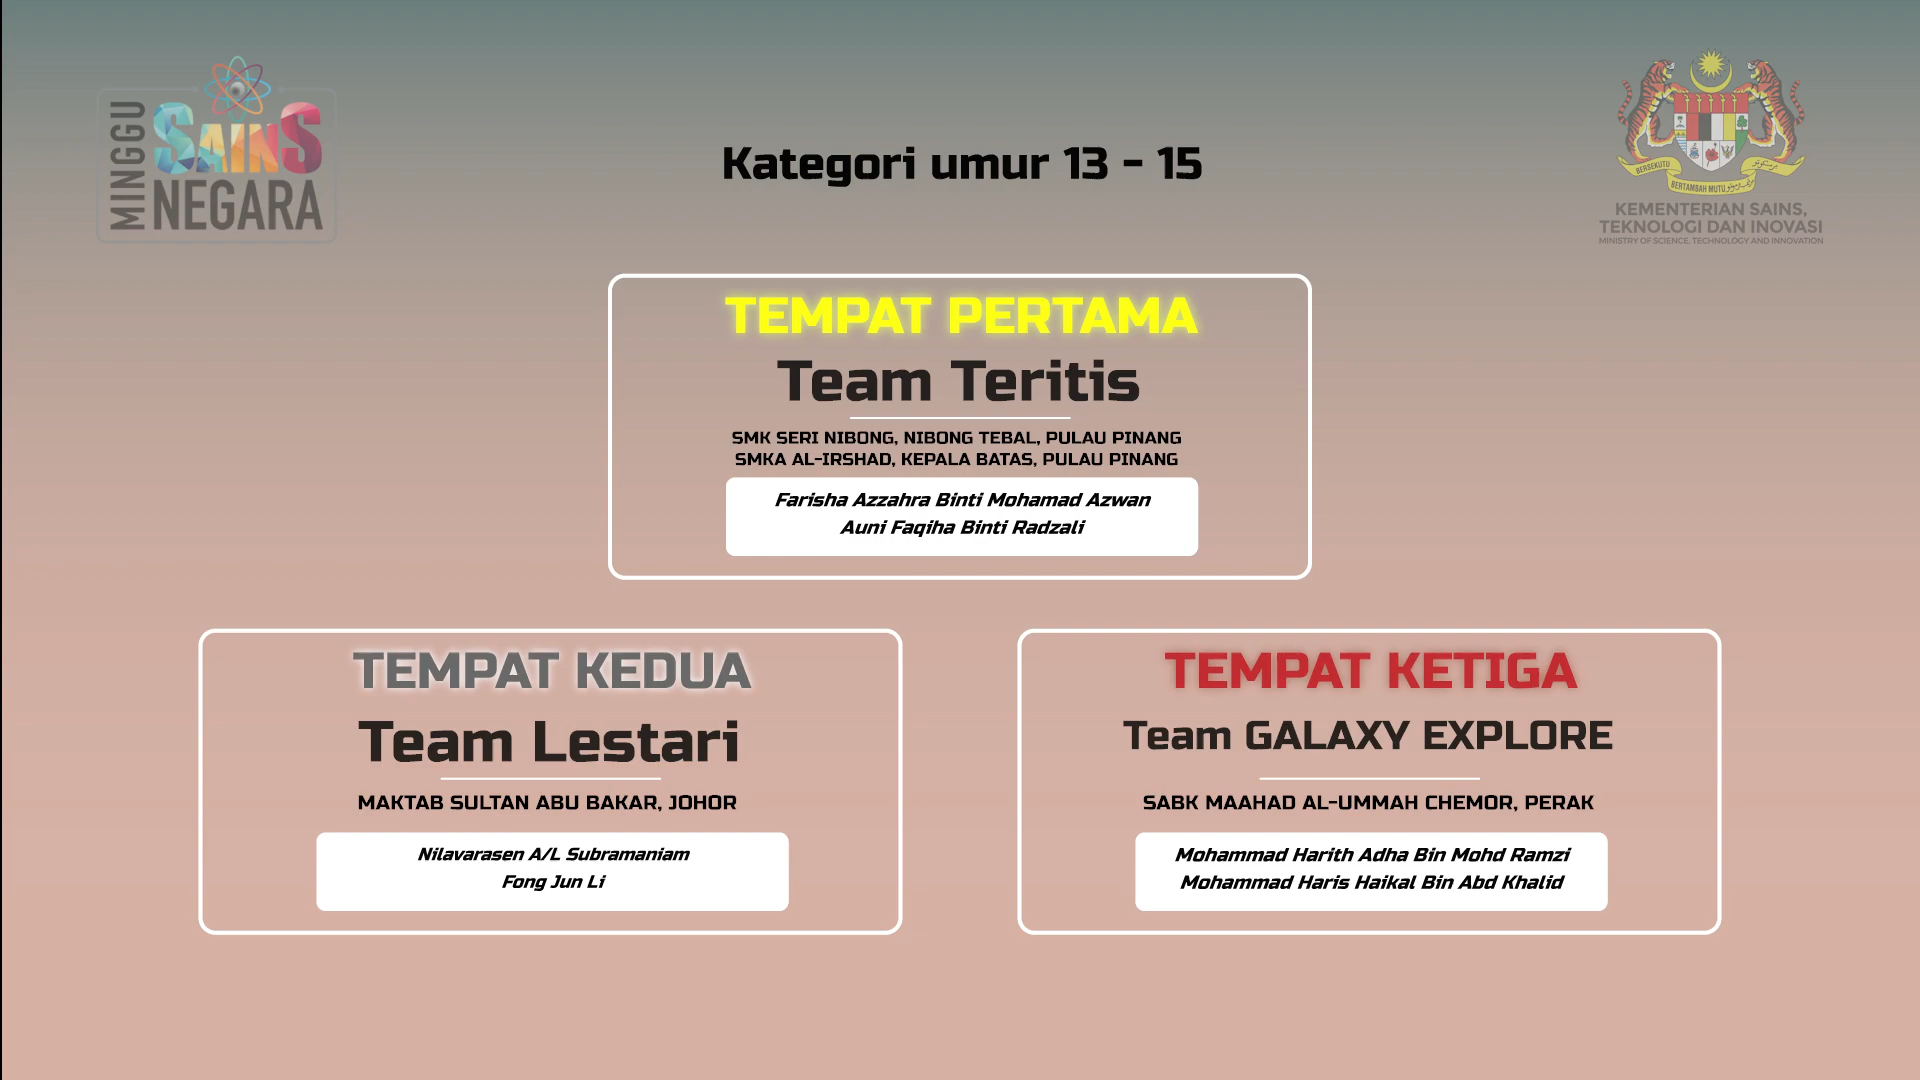 MINGGU
SAINS
NEGARA
BERSEKUTU
BERTAMBAH MUTU
KEMENTERIAN SAINS,
TEKNOLOGI DAN INOVASI
MINISTRY OF SCIENCE, TECHNOLOGY AND INNOVATION
Kategori umur 13 - 15
TEMPAT PERTAMA
Team Teritis
SMK SERI NIBONG, NIBONG TEBAL, PULAU PINANG
SMKA AL-IRSHAD, KEPALA BATAS, PULAU PINANG
Farisha Azzahra Binti Mohamad Azwan
Auni Faqiha Binti Radzali
TEMPAT KEDUA
Team Lestari
MAKTAB SULTAN ABU BAKAR, JOHOR
Nilavarasen A/L Subramaniam
Fong Jun Li
TEMPAT KETIGA
Team GALAXY EXPLORE
SABK MAAHAD AL-UMMAH CHEMOR, PERAK
Mohammad Harith Adha Bin Mohd Ramzi
Mohammad Haris Haikal Bin Abd Khalid